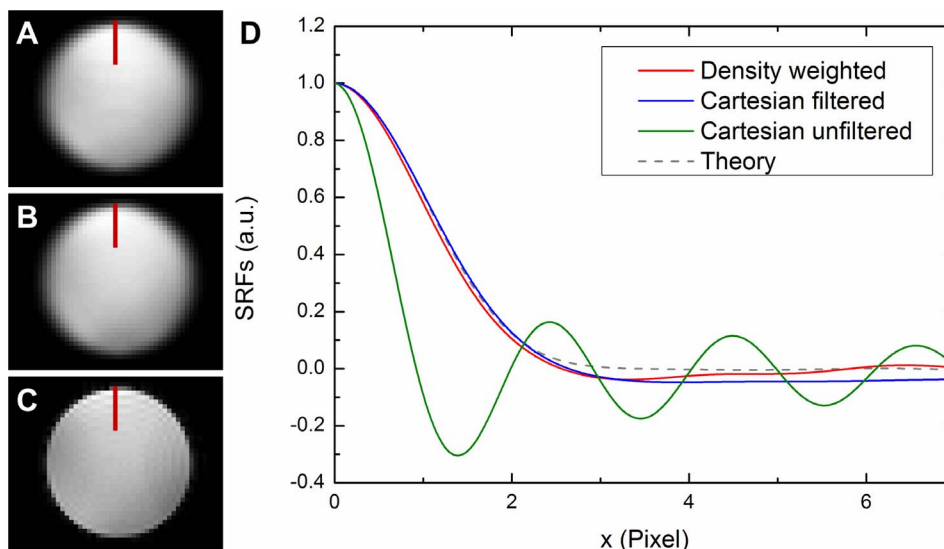 A
B
C
D
1.2
1.0
0.8
0.6
0.4
0.2
0.0
-0.2
-0.4
SRFs (a.u.)
Density weighted
Cartesian filtered
Cartesian unfiltered
Theory
0 2 4 6
x (Pixel)